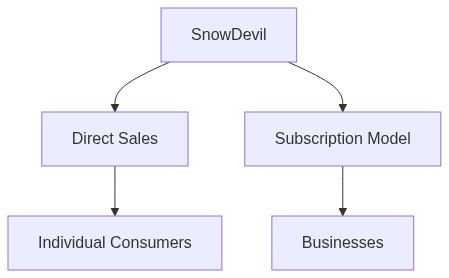 SnowDevil
Direct Sales
Subscription Model
Individual Consumers
Businesses